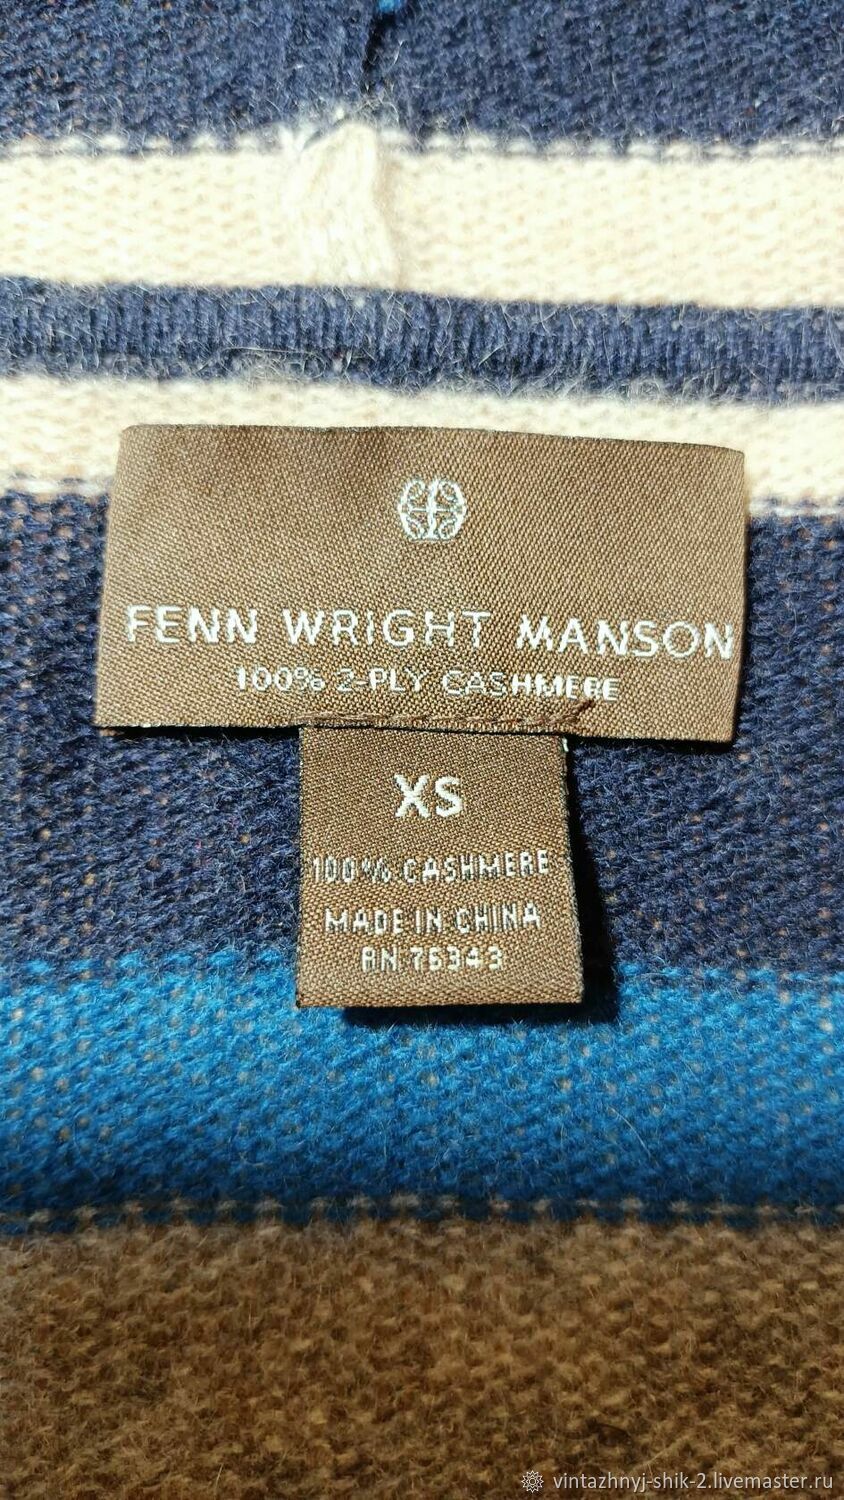 FENN WRIGHT MANSON
100% 2-PLY CASHMERE
XS
100% CASHMERE
MADE IN CHINA
RN 76343
vintazhnyj-shik-2.livemaster.ru